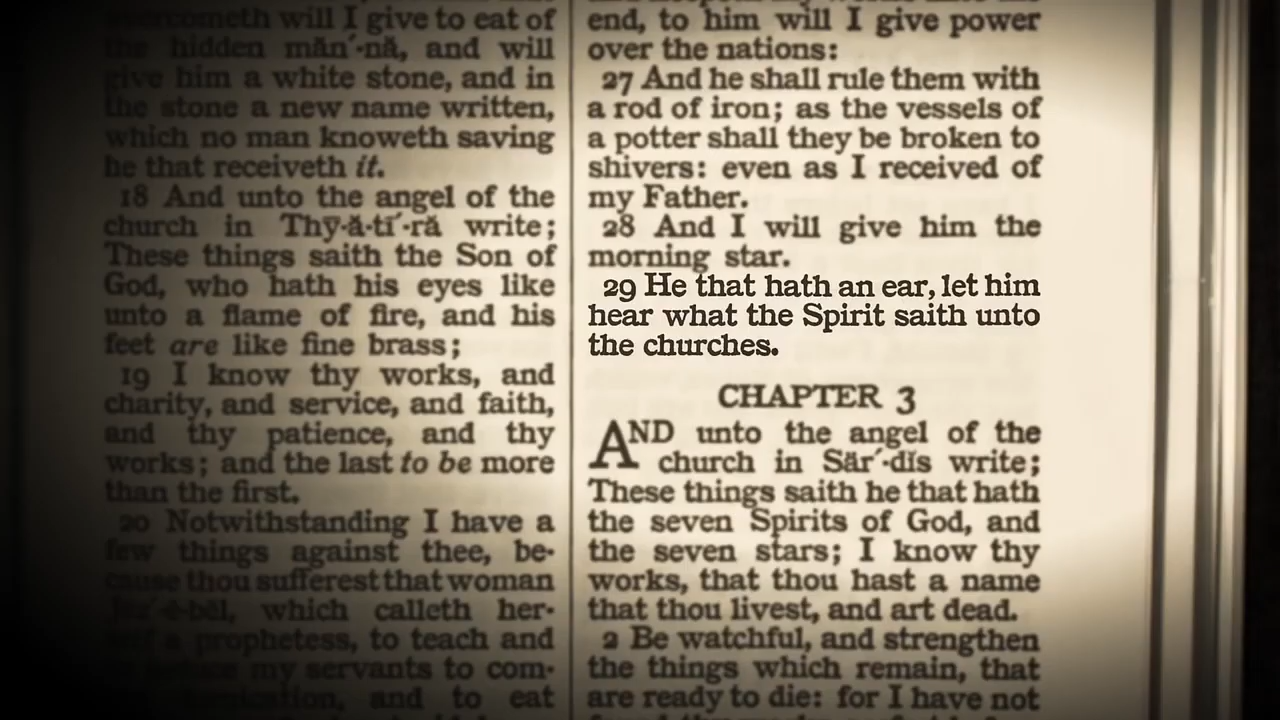 overcometh will I give to eat of
the hidden măn´·nȧ, and will
give him a white stone, and in
the stone a new name written,
which no man knoweth saving
he that receiveth it.
18 And unto the angel of the
church in Thȳ·ȧ·tī´·rȧ write;
These things saith the Son of
God, who hath his eyes like
unto a flame of fire, and his
feet are like fine brass;
19 I know thy works, and
charity, and service, and faith,
and thy patience, and thy
works; and the last to be more
than the first.
20 Notwithstanding I have a
few things against thee, be-
cause thou sufferest that woman
which calleth her-
a prophetess, to teach and
my servants to com-
and to eat
end, to him will I give power
over the nations:
27 And he shall rule them with
a rod of iron; as the vessels of
a potter shall they be broken to
shivers: even as I received of
my Father.
28 And I will give him the
morning star.
29 He that hath an ear, let him
hear what the Spirit saith unto
the churches.
CHAPTER 3
AND unto the angel of the
church in Sär´·dĭs write;
These things saith he that hath
the seven Spirits of God, and
the seven stars; I know thy
works, that thou hast a name
that thou livest, and art dead.
2 Be watchful, and strengthen
the things which remain, that
are ready to die: for I have not